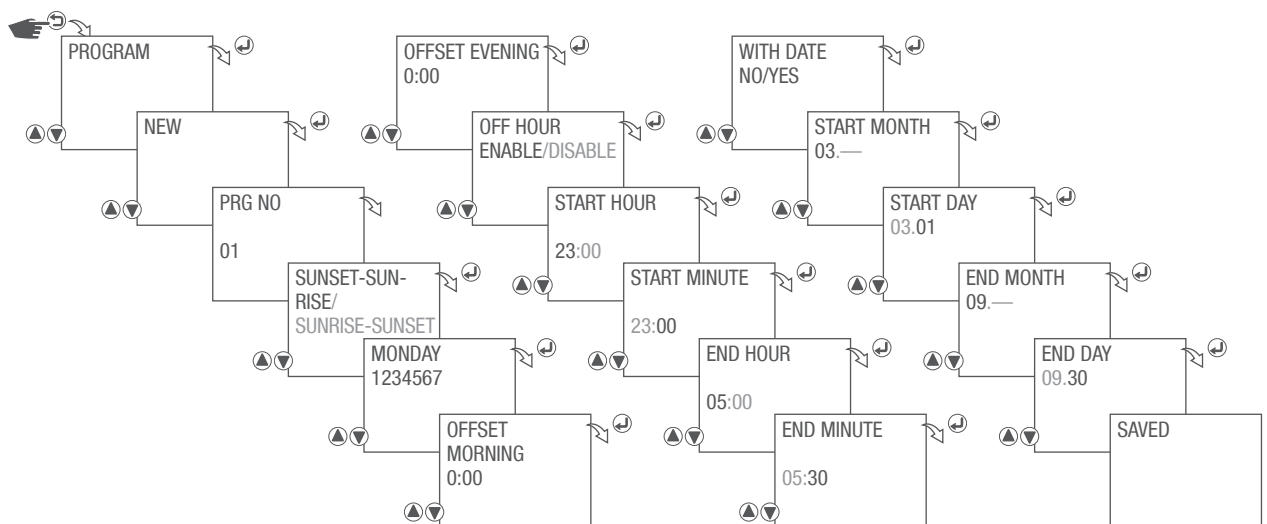 PROGRAM
NEW
PRG NO
01
SUNSET-SUN-
RISE/
SUNRISE-SUNSET
MONDAY
1234567
OFFSET
MORNING
0:00
OFFSET EVENING
0:00
OFF HOUR
ENABLE/DISABLE
START HOUR
23:00
START MINUTE
23:00
END HOUR
05:00
END MINUTE
05:30
WITH DATE
NO/YES
START MONTH
03.—
START DAY
03.01
END MONTH
09.—
END DAY
09.30
SAVED